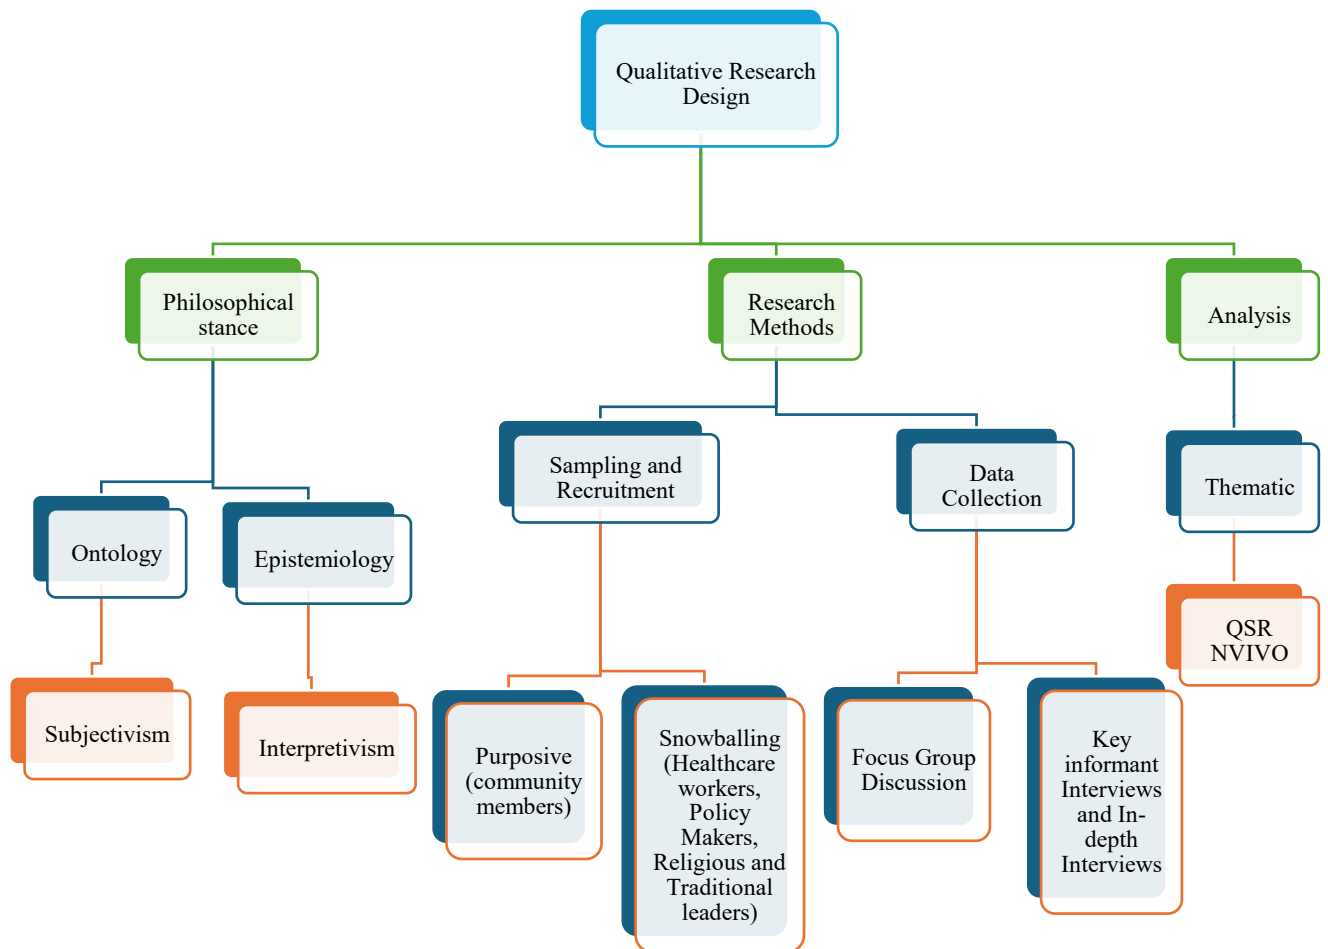 Qualitative Research
Design
Philosophical
stance
Research
Methods
Analysis
Sampling and
Recruitment
Data
Collection
Thematic
Ontology
Epistemiology
QSR
NVIVO
Subjectivism
Interpretivism
Purposive
(community
members)
Snowballing
(Healthcare
workers,
Policy
Makers,
Religious and
Traditional
leaders)
Focus Group
Discussion
Key
informant
Interviews
and In-
depth
Interviews